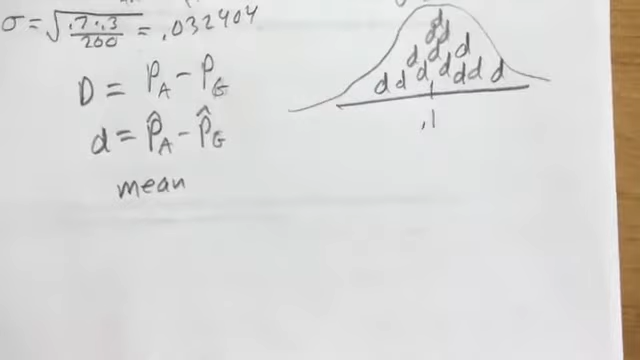 σ = √(.7 · .3 / 200) = .032404
D = P_A − P_G
d = P̂_A − P̂_G
mean
d
d d
d d d
d d d d d d
.1